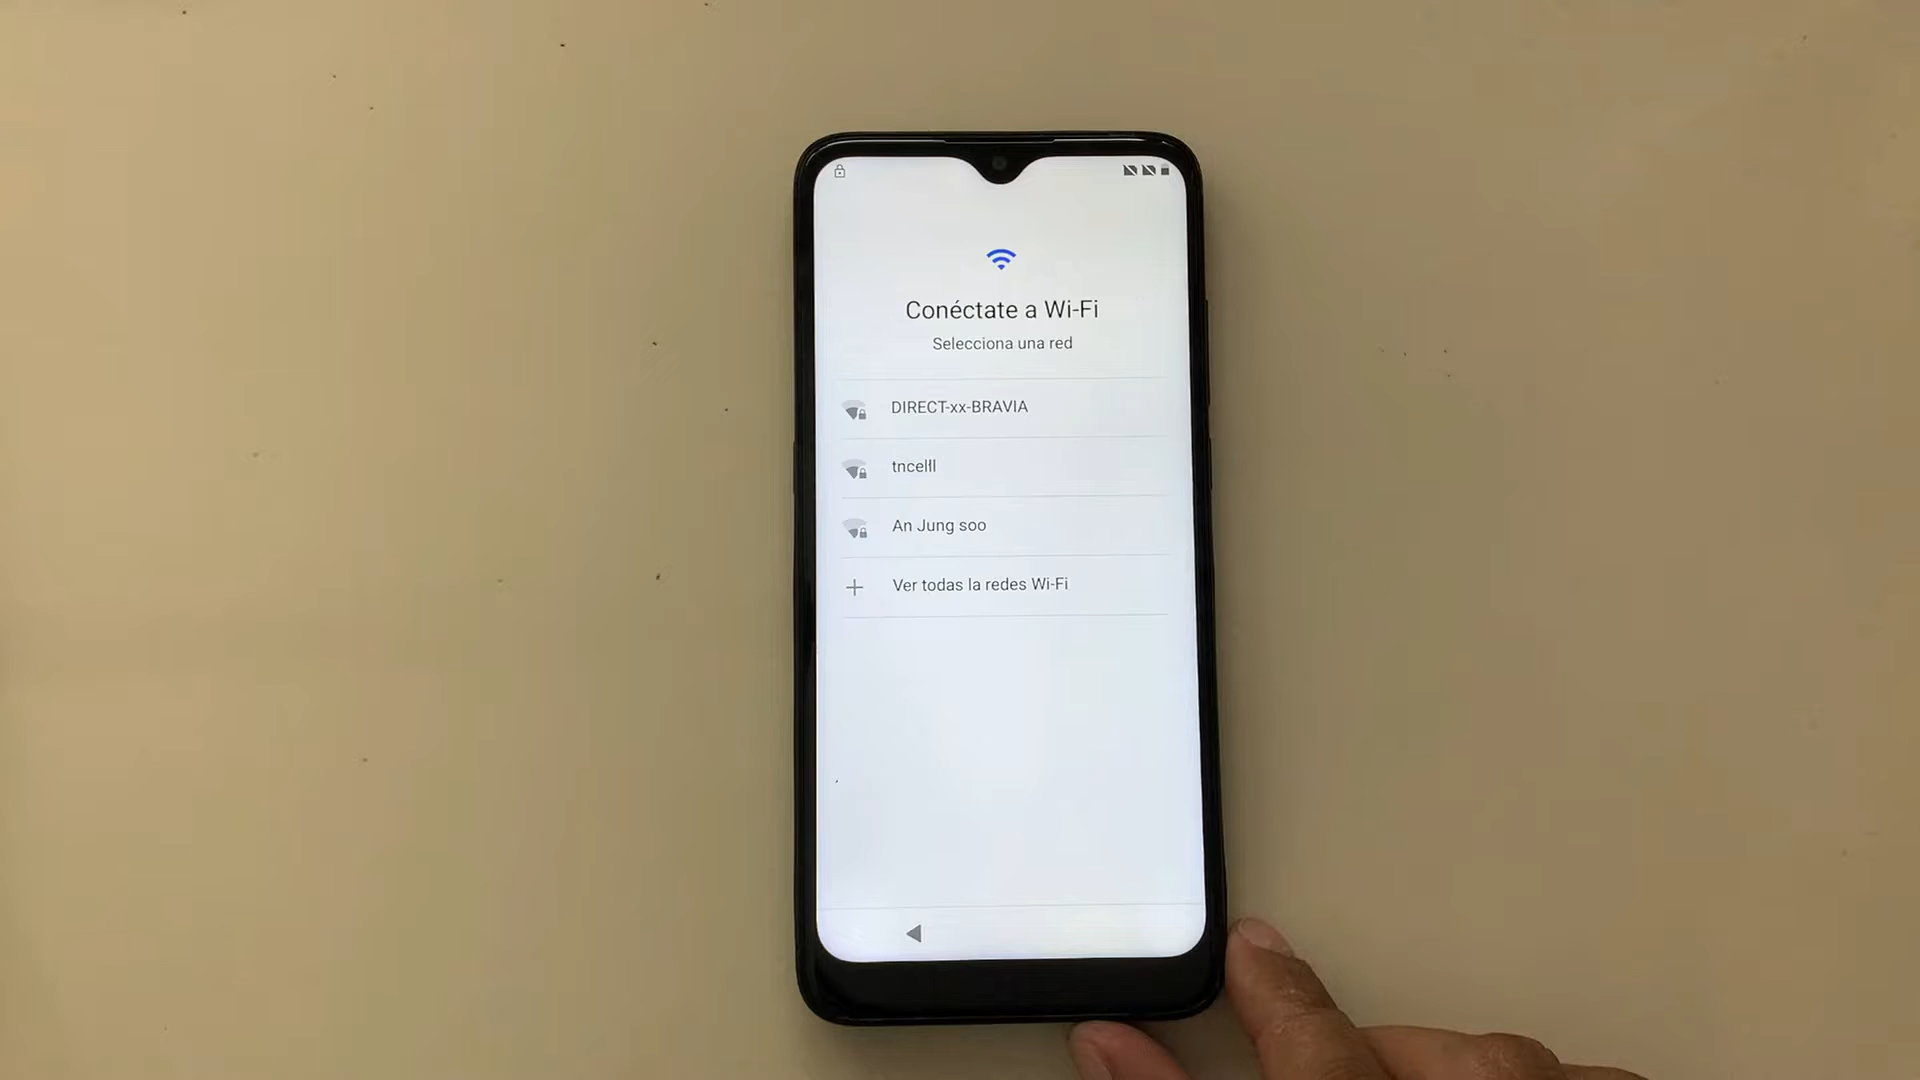 Conéctate a Wi-Fi
Selecciona una red
DIRECT-xx-BRAVIA
tncelll
An Jung soo
Ver todas la redes Wi-Fi